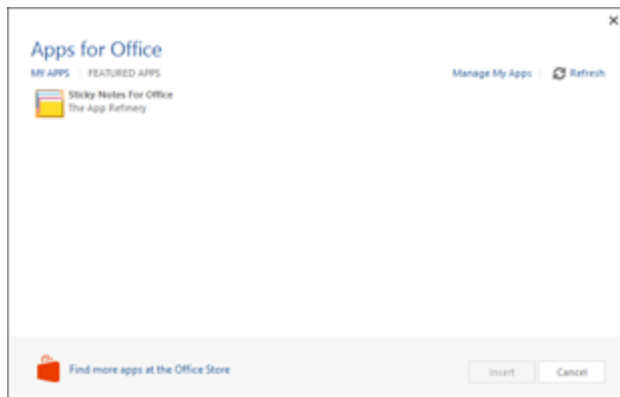 Apps for Office
MY APPS | FEATURED APPS
Manage My Apps | Refresh
Sticky Notes For Office
The App Refinery
Find more apps at the Office Store
Insert
Cancel